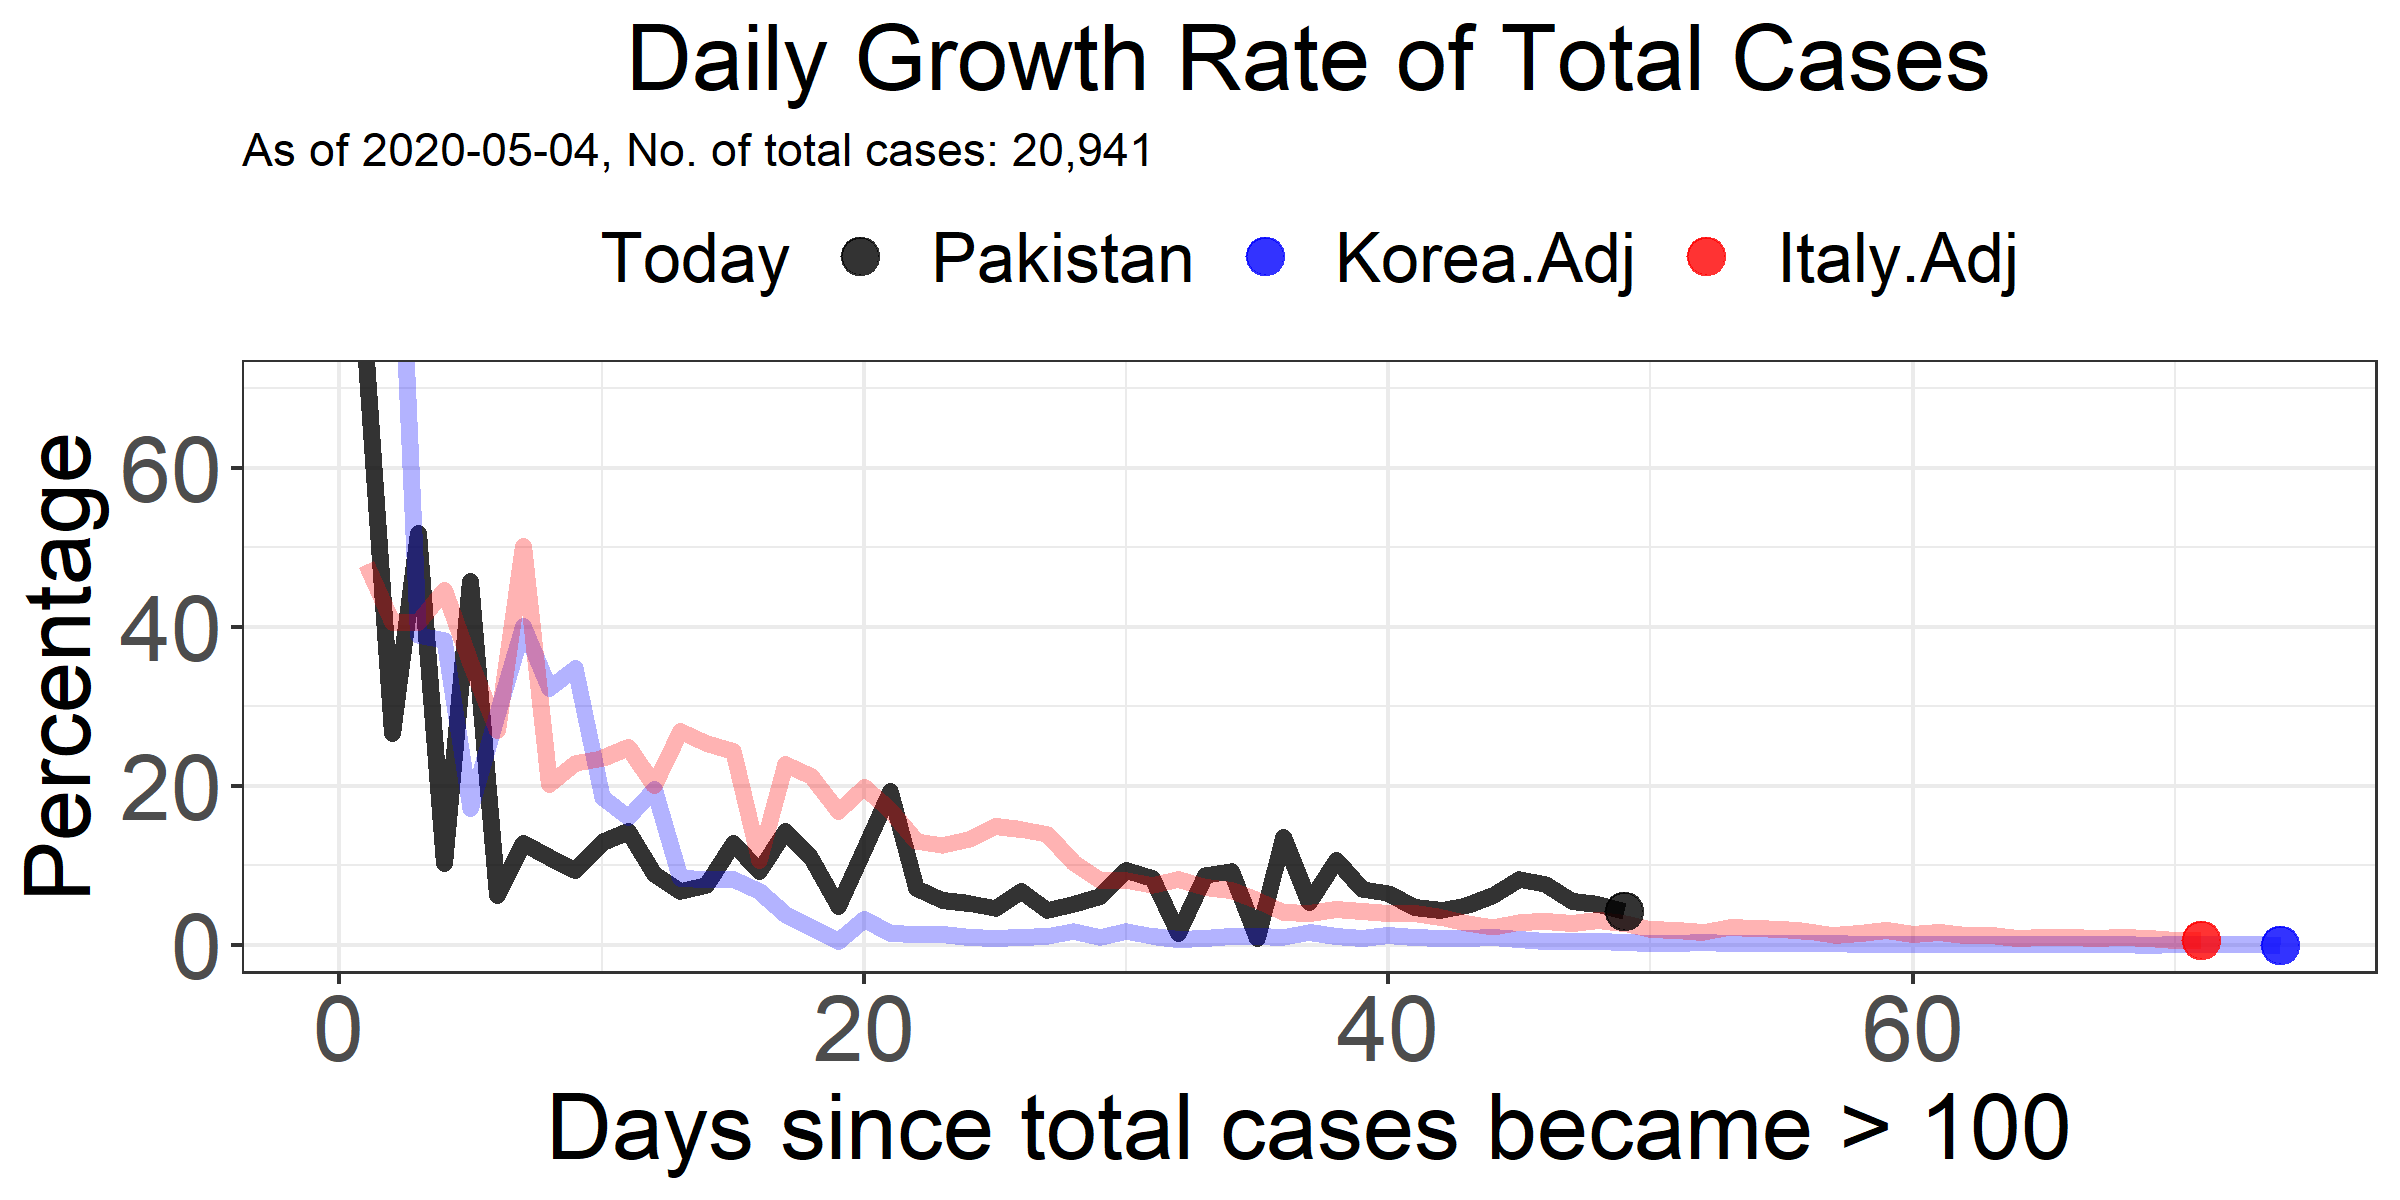 Daily Growth Rate of Total Cases
As of 2020-05-04, No. of total cases: 20,941
Today Pakistan Korea.Adj Italy.Adj
Percentage
60
40
20
0
0 20 40 60
Days since total cases became > 100